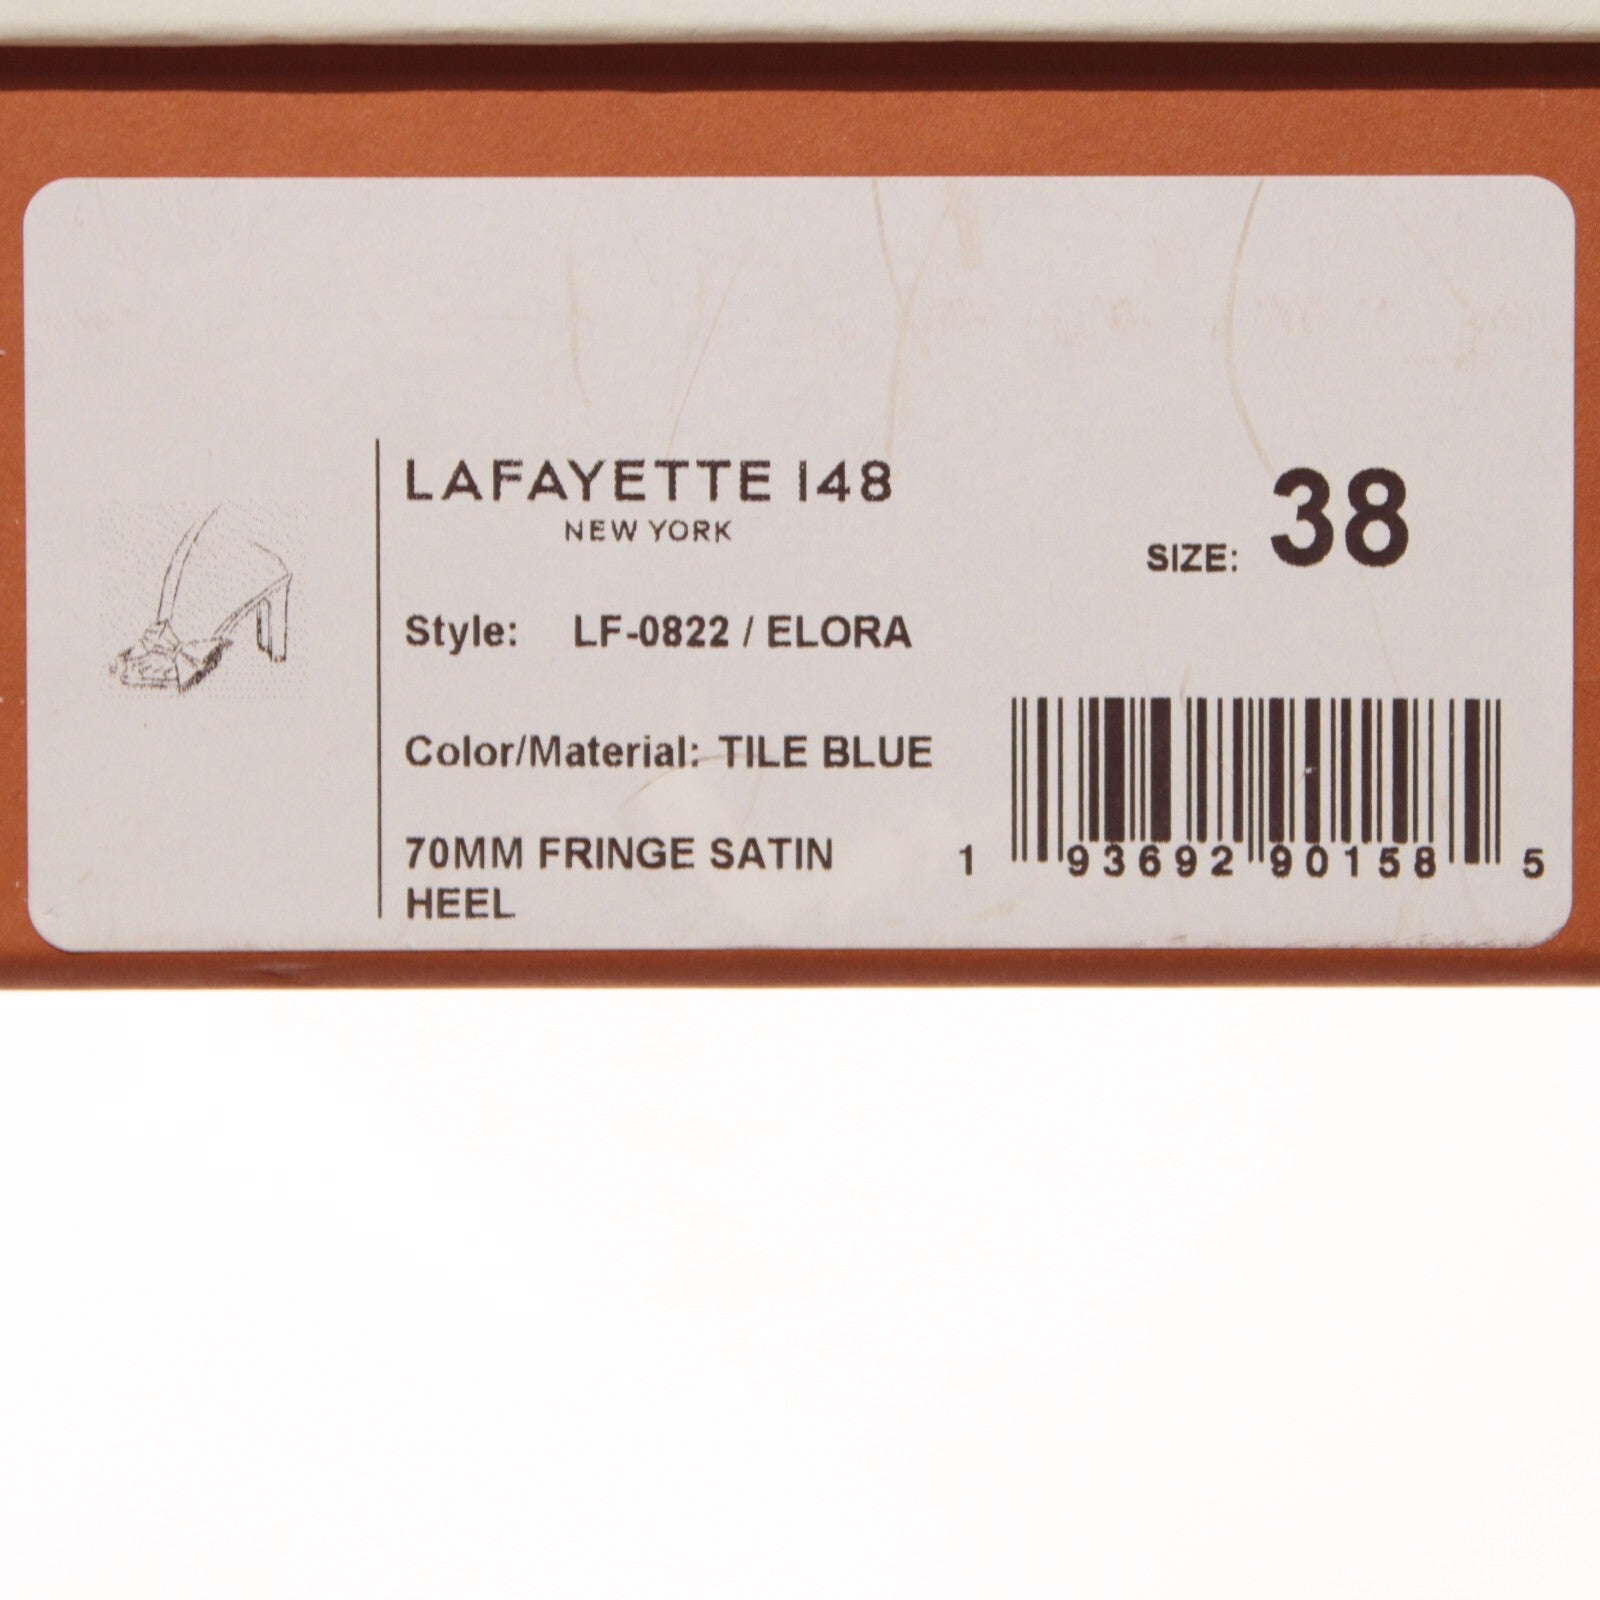 LAFAYETTE 148
NEW YORK
SIZE: 38
Style: LF-0822 / ELORA
Color/Material: TILE BLUE
70MM FRINGE SATIN
HEEL
1 93692 90158 5